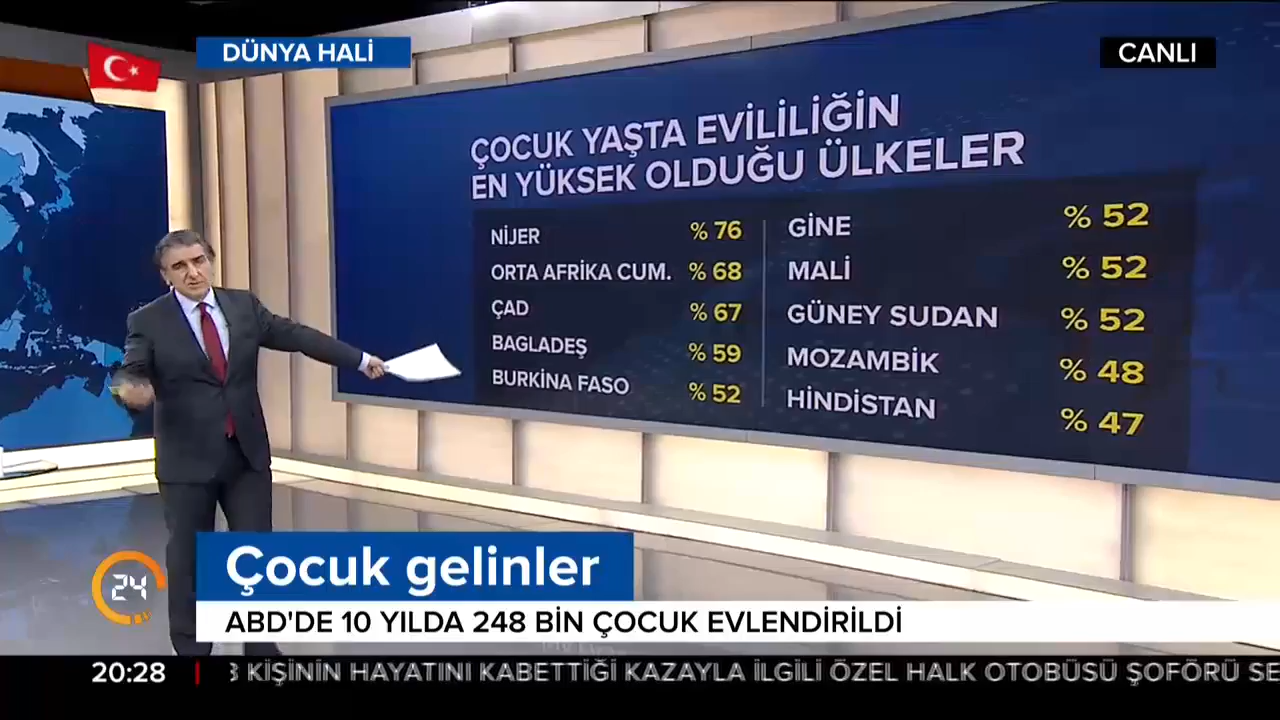 DÜNYA HALİ
CANLI
ÇOCUK YAŞTA EVİLİLİĞİN
EN YÜKSEK OLDUĞU ÜLKELER
NİJER % 76
ORTA AFRİKA CUM. % 68
ÇAD % 67
BAGLADEŞ % 59
BURKİNA FASO % 52
GİNE % 52
MALİ % 52
GÜNEY SUDAN % 52
MOZAMBİK % 48
HİNDİSTAN % 47
24
Çocuk gelinler
ABD'DE 10 YILDA 248 BİN ÇOCUK EVLENDİRİLDİ
20:28 KİŞİNİN HAYATINI KABETTİĞİ KAZAYLA İLGİLİ ÖZEL HALK OTOBÜSÜ ŞOFÖRÜ SE